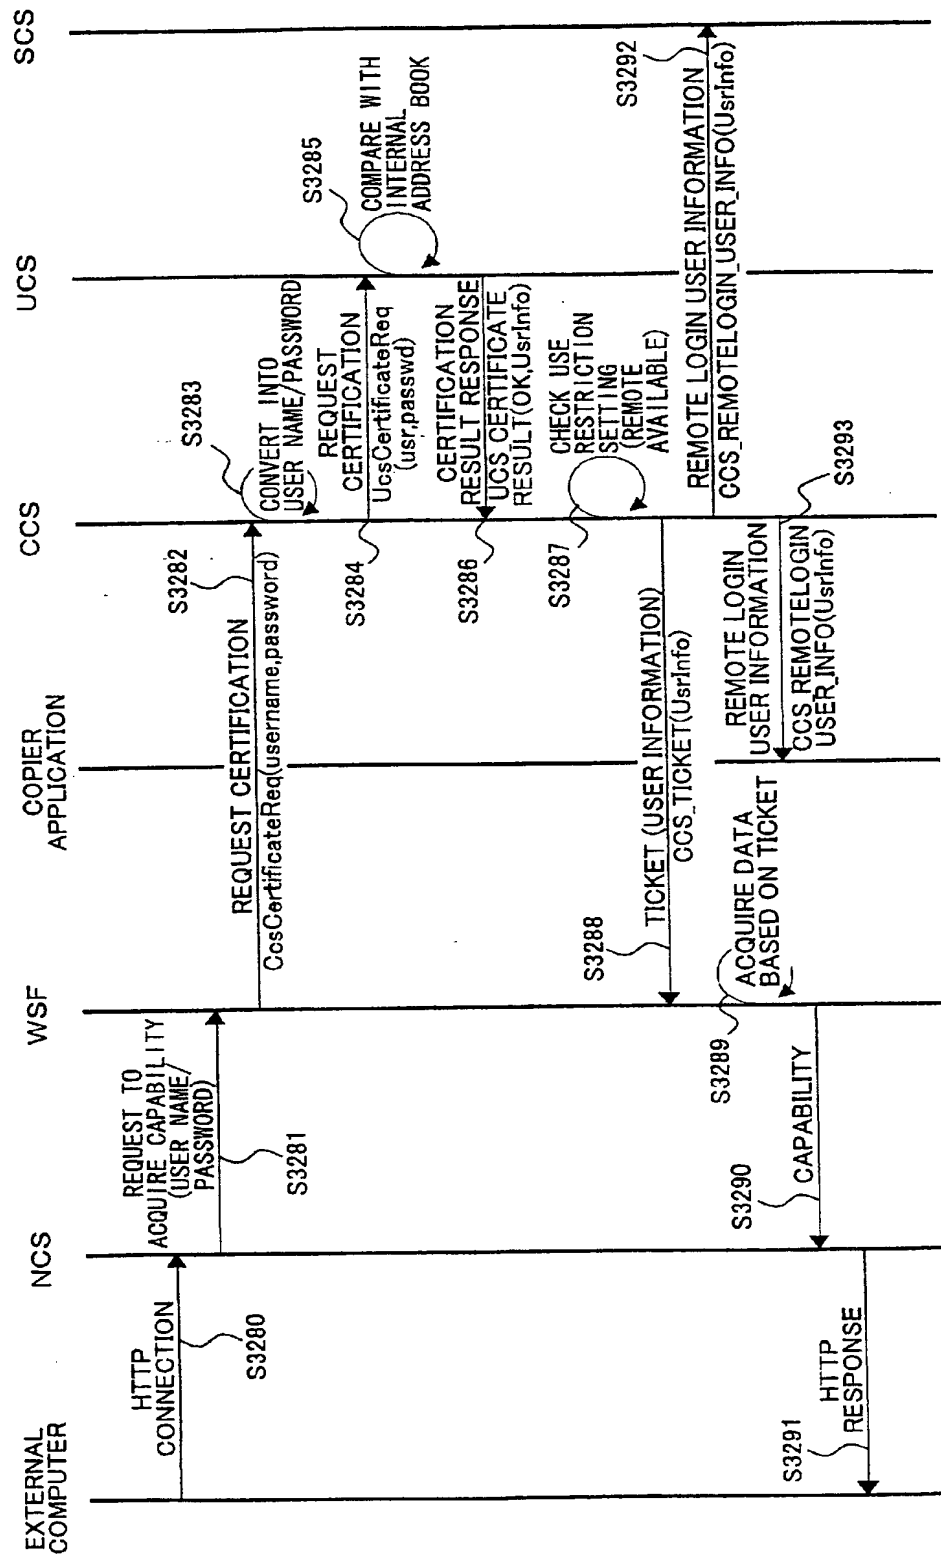 EXTERNAL
COMPUTER
NCS
WSF
COPIER
APPLICATION
CCS
UCS
SCS
HTTP
CONNECTION
S3280
REQUEST TO
ACQUIRE CAPABILITY
(USER NAME/
PASSWORD)
S3281
REQUEST CERTIFICATION
CcsCertificateReq(username,password)
S3282
S3283
CONVERT INTO
USER NAME/PASSWORD
REQUEST
CERTIFICATION
UcsCertificateReq
(usr,passwd)
S3284
S3285
COMPARE WITH
INTERNAL
ADDRESS BOOK
CERTIFICATION
RESULT RESPONSE
UCS_CERTIFICATE_
RESULT(OK,UsrInfo)
S3286
CHECK USE
RESTRICTION
SETTING
(REMOTE
AVAILABLE)
S3287
TICKET (USER INFORMATION)
CCS_TICKET(UsrInfo)
S3288
REMOTE LOGIN USER INFORMATION
CCS_REMOTELOGIN_USER_INFO(UsrInfo)
S3292
REMOTE LOGIN
USER INFORMATION
CCS_REMOTELOGIN_
USER_INFO(UsrInfo)
S3293
ACQUIRE DATA
BASED ON TICKET
S3289
CAPABILITY
S3290
HTTP
RESPONSE
S3291